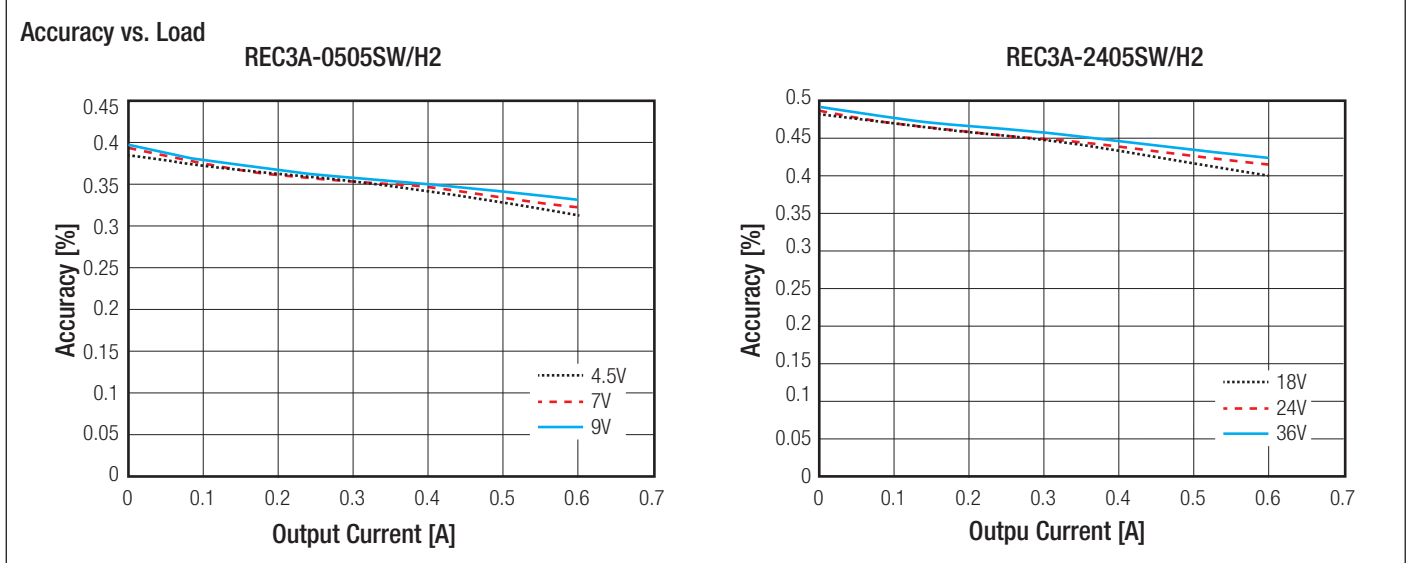 Accuracy vs. Load
REC3A-0505SW/H2
0.45
0.4
0.35
0.3
0.25
0.2
0.15
0.1
0.05
0
Accuracy [%]
4.5V
7V
9V
0 0.1 0.2 0.3 0.4 0.5 0.6 0.7
Output Current [A]
REC3A-2405SW/H2
0.5
0.45
0.4
0.35
0.3
0.25
0.2
0.15
0.1
0.05
0
Accuracy [%]
18V
24V
36V
0 0.1 0.2 0.3 0.4 0.5 0.6 0.7
Outpu Current [A]